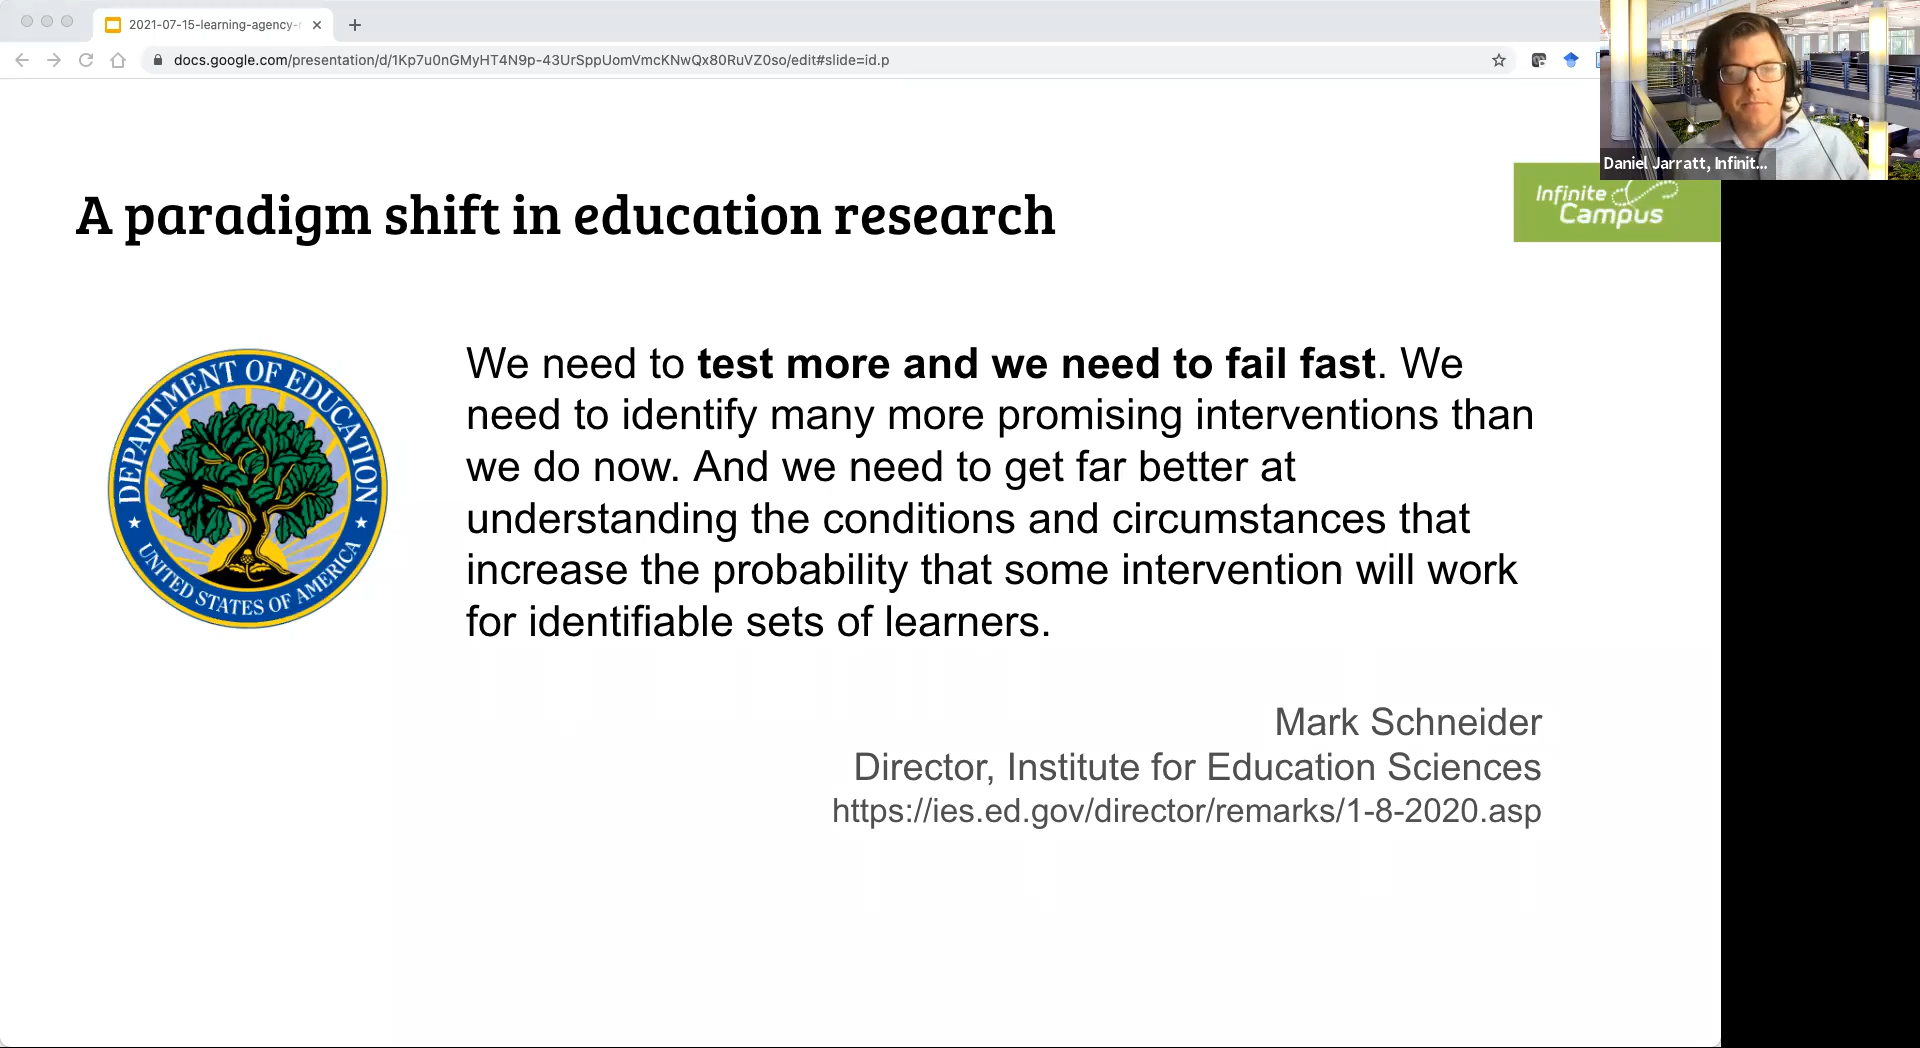 2021-07-15-learning-agency-
docs.google.com/presentation/d/1Kp7u0nGMyHT4N9p-43UrSppUomVmcKNwQx80RuVZ0so/edit#slide=id.p
Daniel Jarratt, Infinit...
Infinite
Campus
A paradigm shift in education research
DEPARTMENT OF EDUCATION
UNITED STATES OF AMERICA
We need to test more and we need to fail fast. We
need to identify many more promising interventions than
we do now. And we need to get far better at
understanding the conditions and circumstances that
increase the probability that some intervention will work
for identifiable sets of learners.
Mark Schneider
Director, Institute for Education Sciences
https://ies.ed.gov/director/remarks/1-8-2020.asp